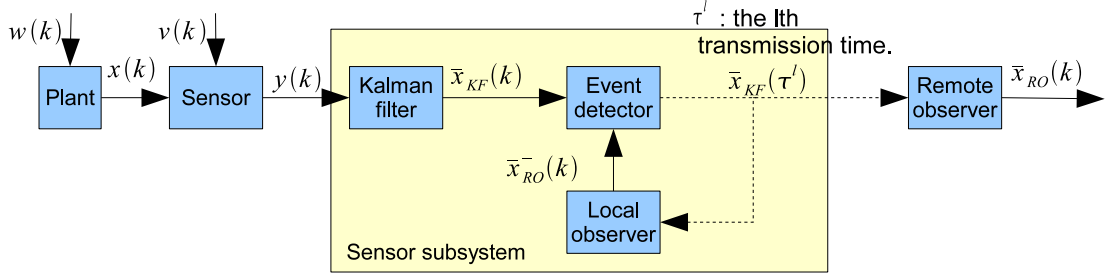 w(k)
v(k)
τ^l : the lth
transmission time.
x(k)
y(k)
x̄_KF(k)
x̄_KF(τ^l)
x̄_RO(k)
Plant
Sensor
Kalman
filter
Event
detector
Remote
observer
x̄⁻_RO(k)
Local
observer
Sensor subsystem